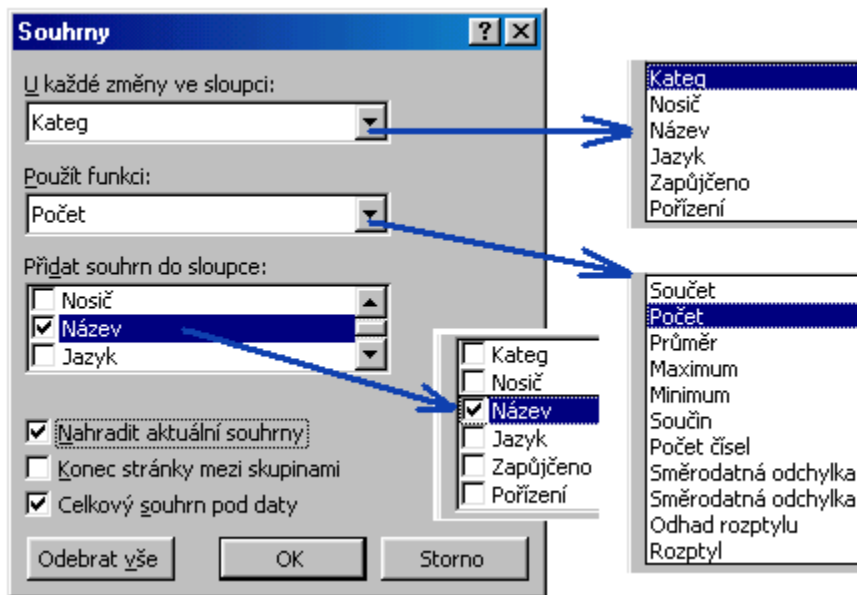 Souhrny
U každé změny ve sloupci:
Kateg
Použít funkci:
Počet
Přidat souhrn do sloupce:
Nosič
Název
Jazyk
Nahradit aktuální souhrny
Konec stránky mezi skupinami
Celkový souhrn pod daty
Odebrat vše
OK
Storno
Kateg
Nosič
Název
Jazyk
Zapůjčeno
Pořízení
Kateg
Nosič
Název
Jazyk
Zapůjčeno
Pořízení
Součet
Počet
Průměr
Maximum
Minimum
Součin
Počet čísel
Směrodatná odchylka
Směrodatná odchylka
Odhad rozptylu
Rozptyl